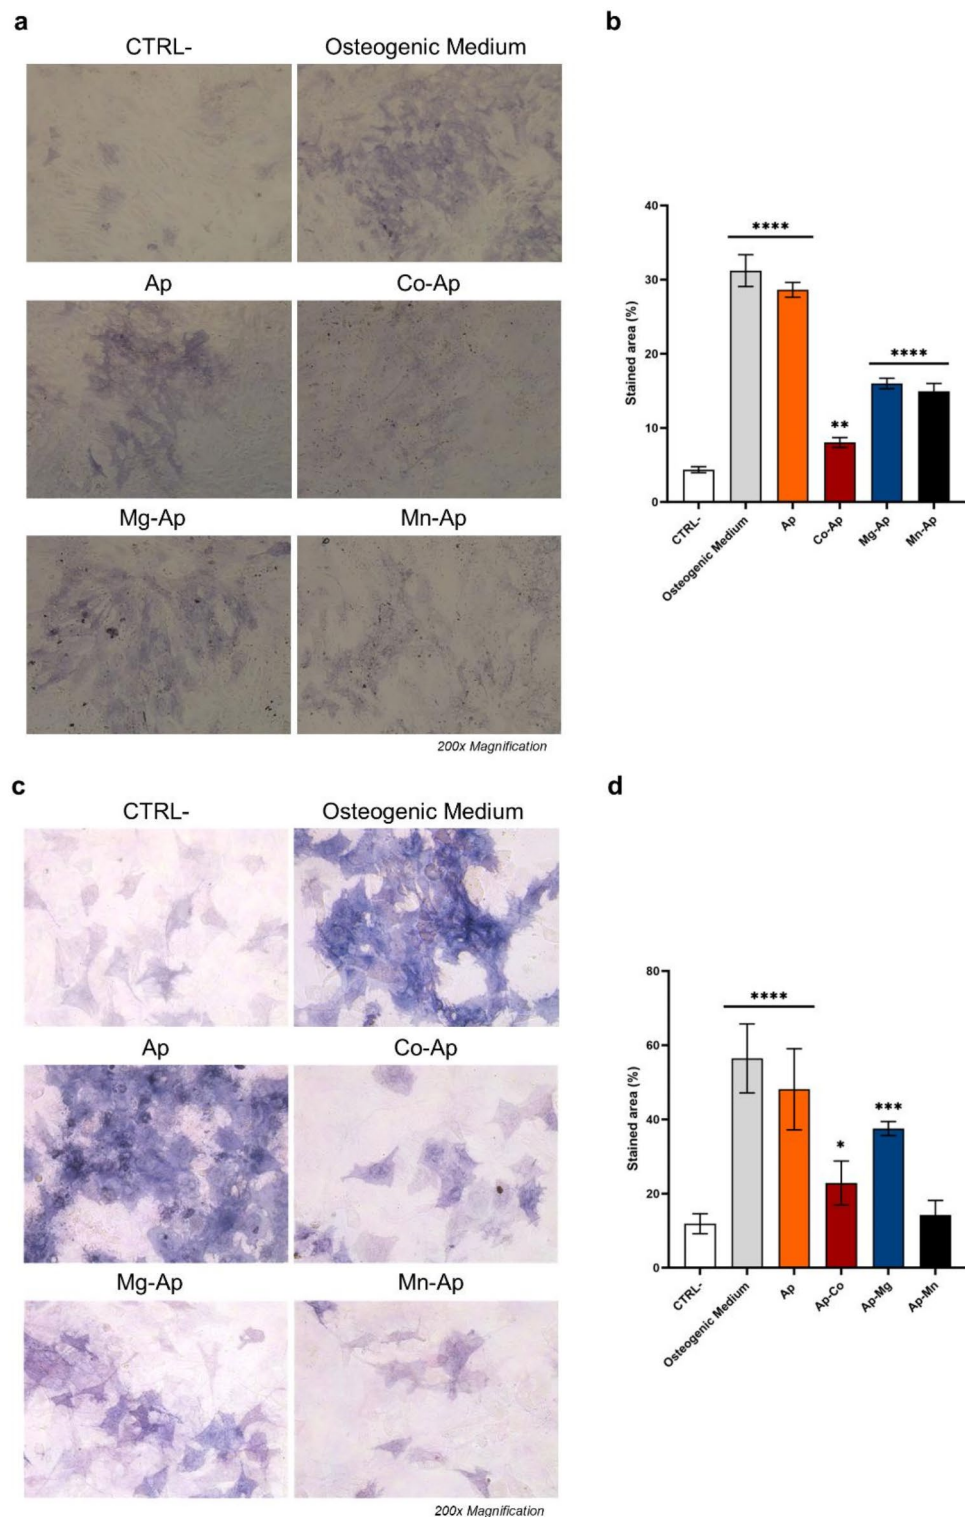 a
CTRL-
Osteogenic Medium
Ap
Co-Ap
Mg-Ap
Mn-Ap
200x Magnification
b
Stained area (%)
40
30
20
10
0
****
**
****
CTRL-
Osteogenic Medium
Ap
Co-Ap
Mg-Ap
Mn-Ap
c
CTRL-
Osteogenic Medium
Ap
Co-Ap
Mg-Ap
Mn-Ap
200x Magnification
d
Stained area (%)
80
60
40
20
0
****
*
***
CTRL-
Osteogenic Medium
Ap
Ap-Co
Ap-Mg
Ap-Mn